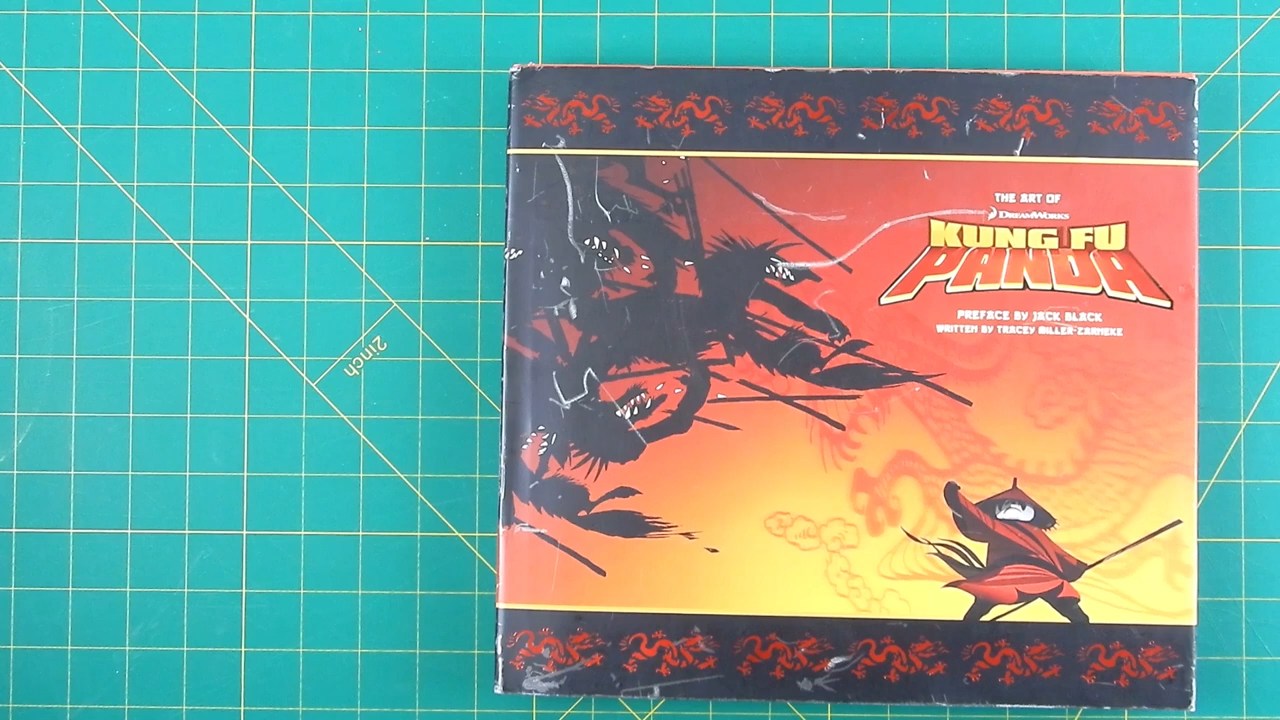 THE ART OF
DREAMWORKS
KUNG FU
PANDA
PREFACE BY JACK BLACK
WRITTEN BY TRACEY MILLER-ZARNEKE
2inch